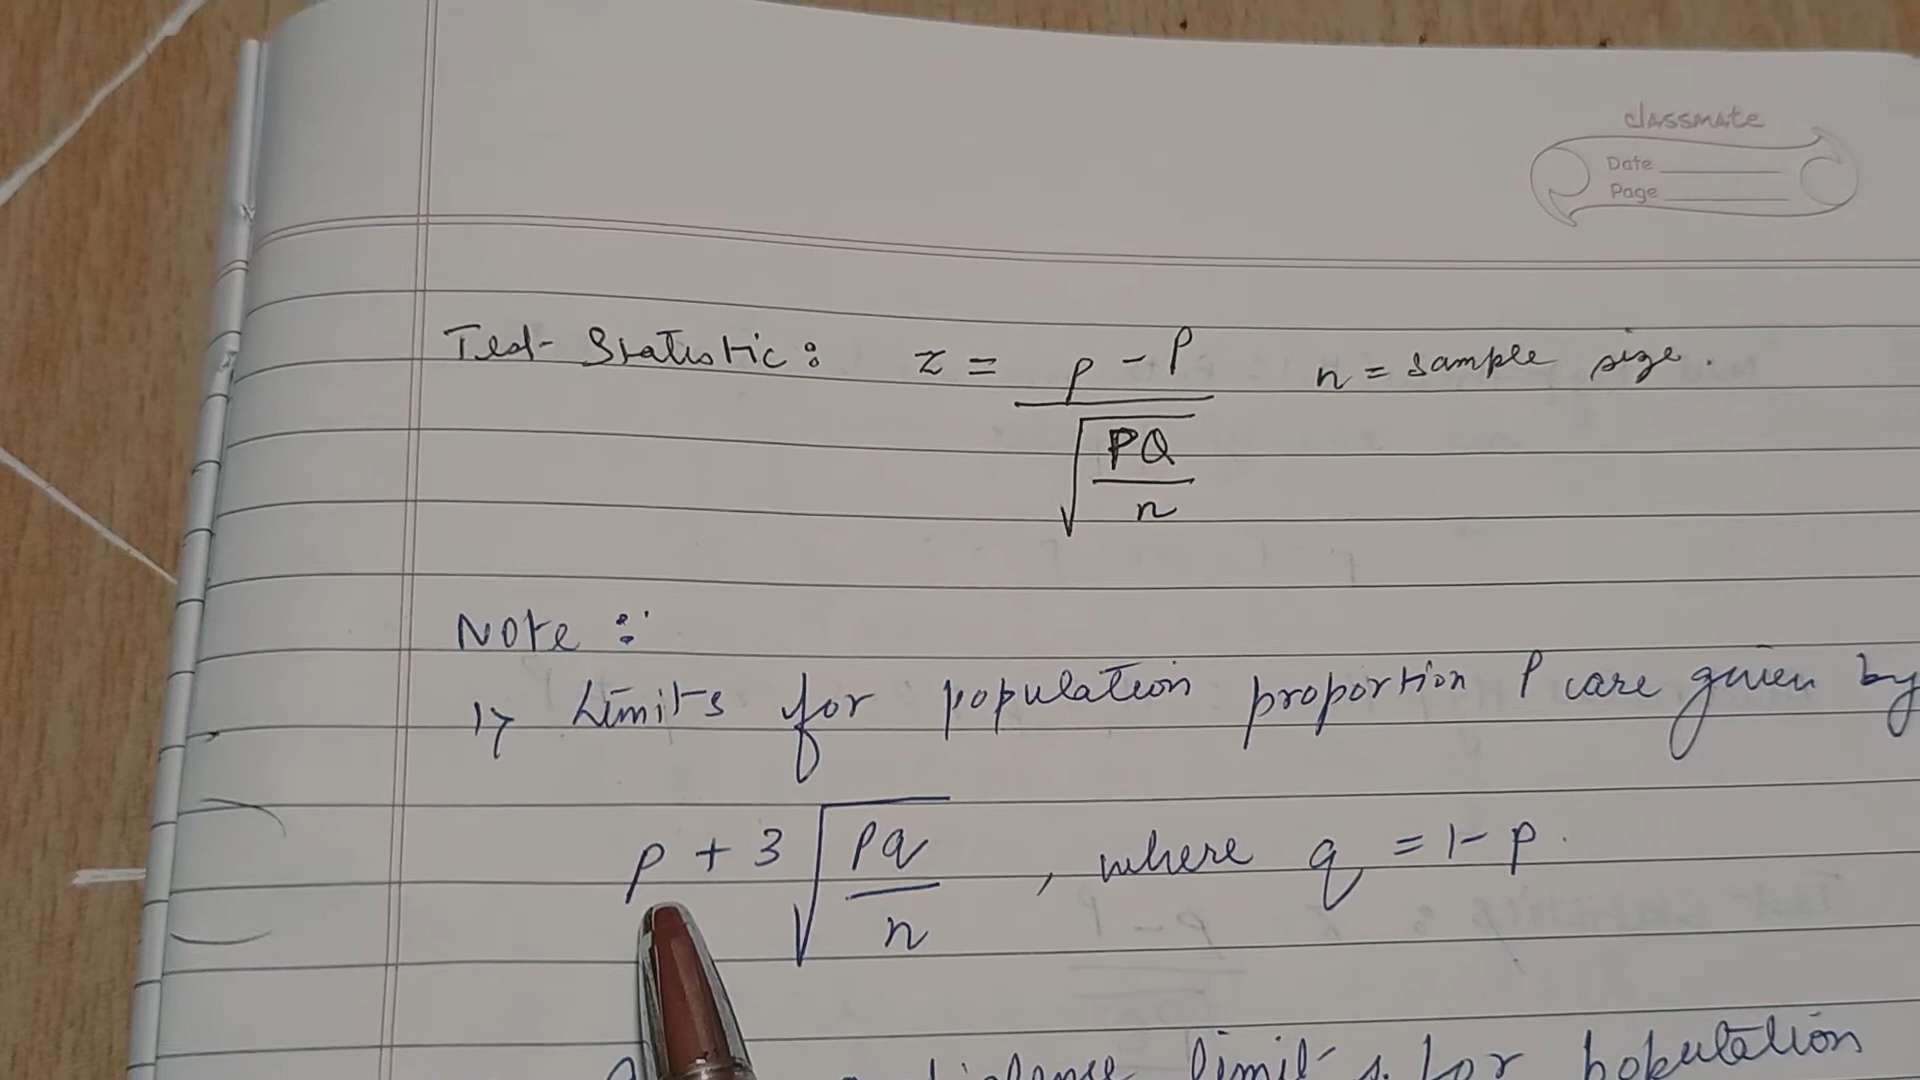 classmate
Date
Page
Test Statistic : z = p - P / √(PQ/n) n = sample size.
Note :
1> Limits for population proportion P are given by
p + 3 √(pq/n) , where q = 1 - p.
limits for population